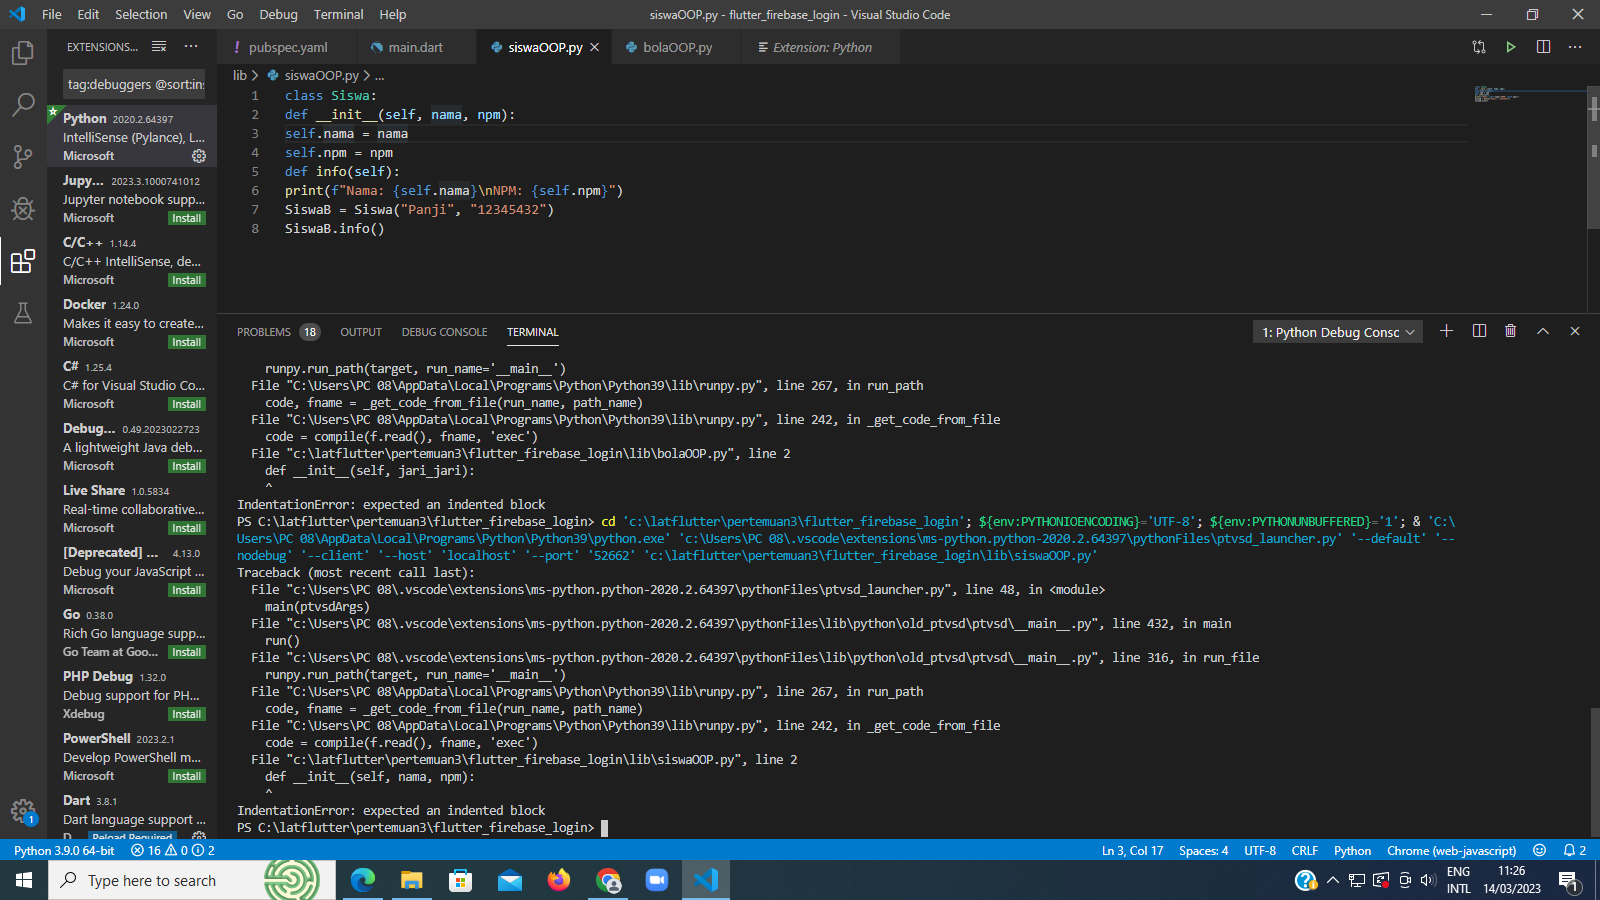 File Edit Selection View Go Debug Terminal Help
siswaOOP.py - flutter_firebase_login - Visual Studio Code
EXTENSIONS...
tag:debuggers @sort:ins
Python 2020.2.64397
IntelliSense (Pylance), L...
Microsoft
Jupy... 2023.3.1000741012
Jupyter notebook supp...
Microsoft Install
C/C++ 1.14.4
C/C++ IntelliSense, de...
Microsoft Install
Docker 1.24.0
Makes it easy to create...
Microsoft Install
C# 1.25.4
C# for Visual Studio Co...
Microsoft Install
Debug... 0.49.2023022723
A lightweight Java deb...
Microsoft Install
Live Share 1.0.5834
Real-time collaborative...
Microsoft Install
[Deprecated] ... 4.13.0
Debug your JavaScript ...
Microsoft Install
Go 0.38.0
Rich Go language supp...
Go Team at Goo... Install
PHP Debug 1.32.0
Debug support for PH...
Xdebug Install
PowerShell 2023.2.1
Develop PowerShell m...
Microsoft Install
Dart 3.8.1
Dart language support ...
D... Reload Required
1
! pubspec.yaml main.dart siswaOOP.py bolaOOP.py Extension: Python
lib > siswaOOP.py > ...
1 class Siswa:
2 def __init__(self, nama, npm):
3 self.nama = nama
4 self.npm = npm
5 def info(self):
6 print(f"Nama: {self.nama}\nNPM: {self.npm}")
7 SiswaB = Siswa("Panji", "12345432")
8 SiswaB.info()
PROBLEMS 18 OUTPUT DEBUG CONSOLE TERMINAL
1: Python Debug Consc
runpy.run_path(target, run_name='__main__')
File "C:\Users\PC 08\AppData\Local\Programs\Python\Python39\lib\runpy.py", line 267, in run_path
code, fname = _get_code_from_file(run_name, path_name)
File "C:\Users\PC 08\AppData\Local\Programs\Python\Python39\lib\runpy.py", line 242, in _get_code_from_file
code = compile(f.read(), fname, 'exec')
File "c:\latflutter\pertemuan3\flutter_firebase_login\lib\bolaOOP.py", line 2
def __init__(self, jari_jari):
^
IndentationError: expected an indented block
PS C:\latflutter\pertemuan3\flutter_firebase_login> cd 'c:\latflutter\pertemuan3\flutter_firebase_login'; ${env:PYTHONIOENCODING}='UTF-8'; ${env:PYTHONUNBUFFERED}='1'; & 'C:\
Users\PC 08\AppData\Local\Programs\Python\Python39\python.exe' 'c:\Users\PC 08\.vscode\extensions\ms-python.python-2020.2.64397\pythonFiles\ptvsd_launcher.py' '--default' '--
nodebug' '--client' '--host' 'localhost' '--port' '52662' 'c:\latflutter\pertemuan3\flutter_firebase_login\lib\siswaOOP.py'
Traceback (most recent call last):
File "c:\Users\PC 08\.vscode\extensions\ms-python.python-2020.2.64397\pythonFiles\ptvsd_launcher.py", line 48, in <module>
main(ptvsdArgs)
File "c:\Users\PC 08\.vscode\extensions\ms-python.python-2020.2.64397\pythonFiles\lib\python\old_ptvsd\ptvsd\__main__.py", line 432, in main
run()
File "c:\Users\PC 08\.vscode\extensions\ms-python.python-2020.2.64397\pythonFiles\lib\python\old_ptvsd\ptvsd\__main__.py", line 316, in run_file
runpy.run_path(target, run_name='__main__')
File "C:\Users\PC 08\AppData\Local\Programs\Python\Python39\lib\runpy.py", line 267, in run_path
code, fname = _get_code_from_file(run_name, path_name)
File "C:\Users\PC 08\AppData\Local\Programs\Python\Python39\lib\runpy.py", line 242, in _get_code_from_file
code = compile(f.read(), fname, 'exec')
File "c:\latflutter\pertemuan3\flutter_firebase_login\lib\siswaOOP.py", line 2
def __init__(self, nama, npm):
^
IndentationError: expected an indented block
PS C:\latflutter\pertemuan3\flutter_firebase_login>
Python 3.9.0 64-bit 16 0 2
Ln 3, Col 17 Spaces: 4 UTF-8 CRLF Python Chrome (web-javascript) 2
Type here to search
ENG
INTL
11:26
14/03/2023
1